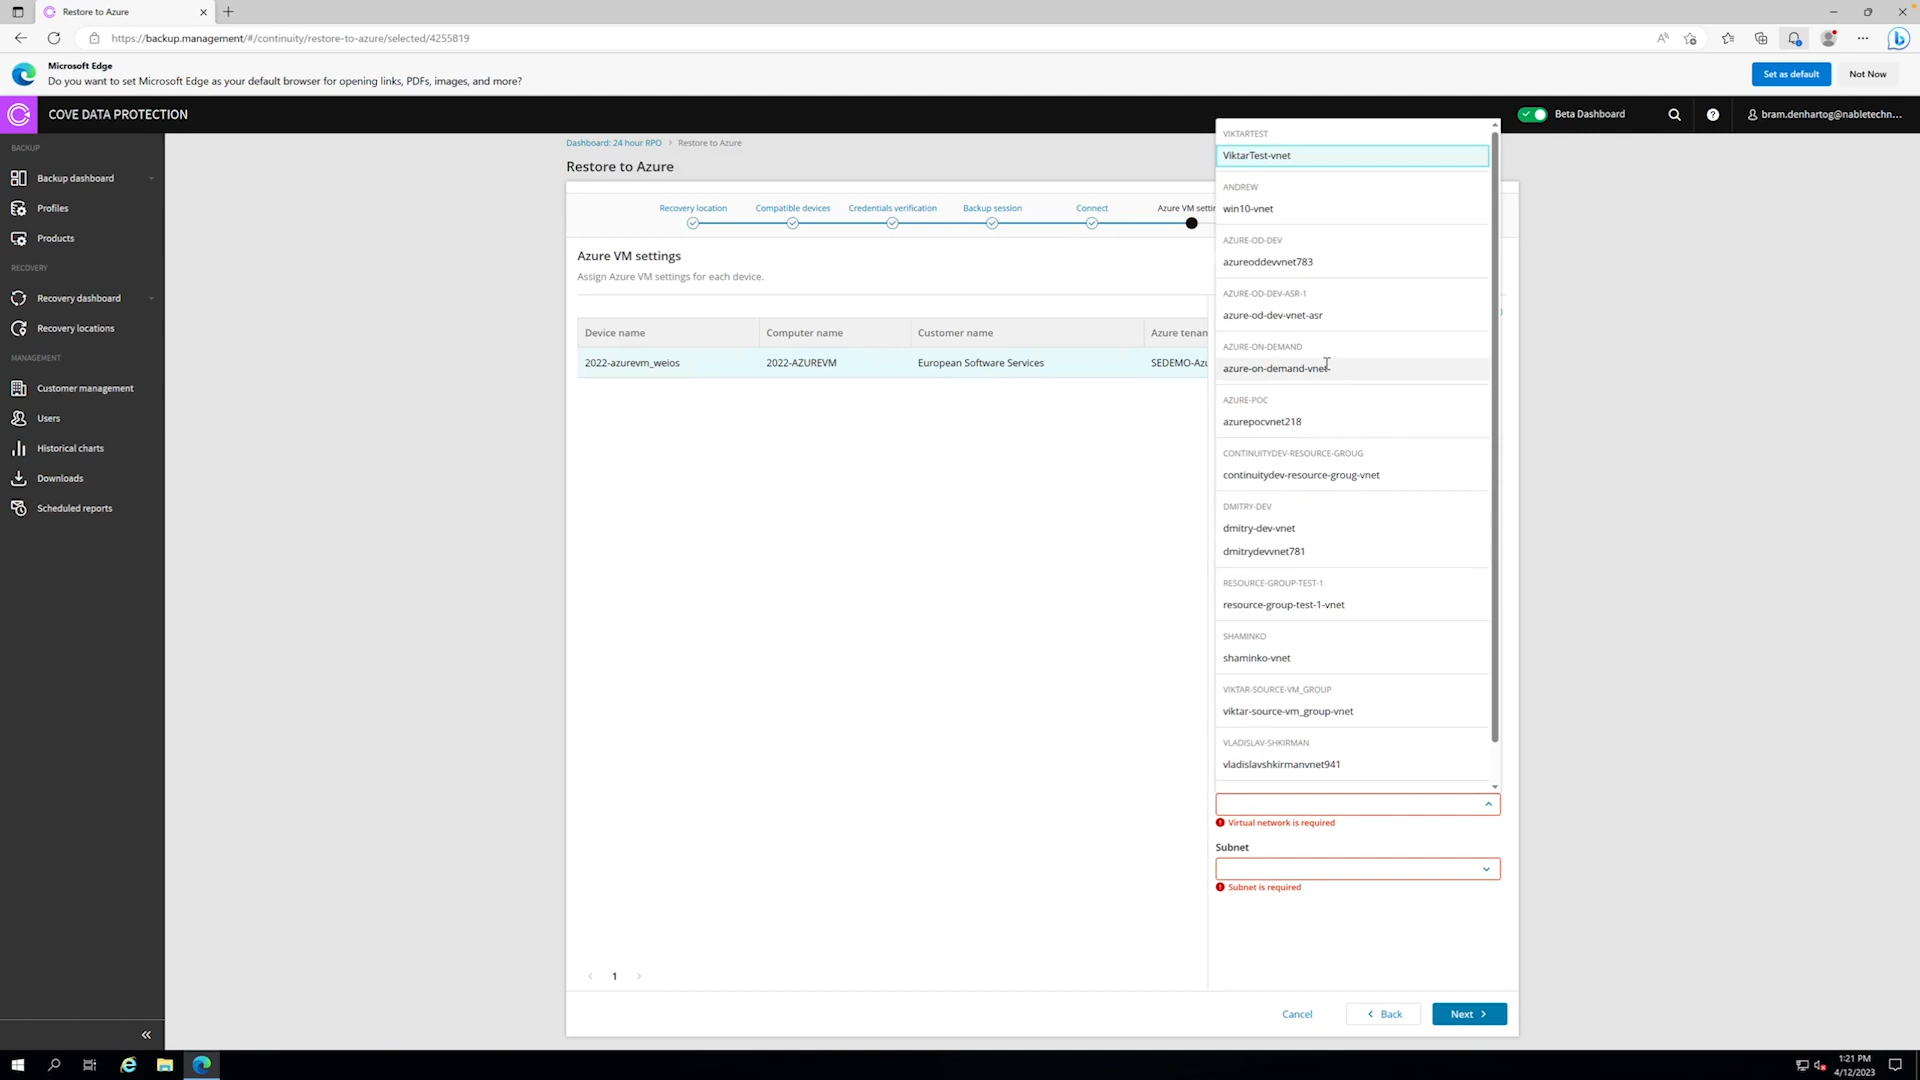 Restore to Azure
https://backup.management/#/continuity/restore-to-azure/selected/4255819
Microsoft Edge
Do you want to set Microsoft Edge as your default browser for opening links, PDFs, images, and more?
Set as default
Not Now
COVE DATA PROTECTION
Beta Dashboard
bram.denhartog@nabletechn...
BACKUP
Backup dashboard
Profiles
Products
RECOVERY
Recovery dashboard
Recovery locations
MANAGEMENT
Customer management
Users
Historical charts
Downloads
Scheduled reports
Dashboard: 24 hour RPO > Restore to Azure
Restore to Azure
Recovery location
Compatible devices
Credentials verification
Backup session
Connect
Azure VM settin
Azure VM settings
Assign Azure VM settings for each device.
Device name Computer name Customer name Azure tenan
2022-azurevm_weios 2022-AZUREVM European Software Services SEDEMO-Azu
VIKTARTEST
ViktarTest-vnet
ANDREW
win10-vnet
AZURE-OD-DEV
azureoddevvnet783
AZURE-OD-DEV-ASR-1
azure-od-dev-vnet-asr
AZURE-ON-DEMAND
azure-on-demand-vnet-
AZURE-POC
azurepocvnet218
CONTINUITYDEV-RESOURCE-GROUG
continuitydev-resource-groug-vnet
DMITRY-DEV
dmitry-dev-vnet
dmitrydevvnet781
RESOURCE-GROUP-TEST-1
resource-group-test-1-vnet
SHAMINKO
shaminko-vnet
VIKTAR-SOURCE-VM_GROUP
viktar-source-vm_group-vnet
VLADISLAV-SHKIRMAN
vladislavshkirmanvnet941
Virtual network is required
Subnet
Subnet is required
1
Cancel
Back
Next
1:21 PM
4/12/2023